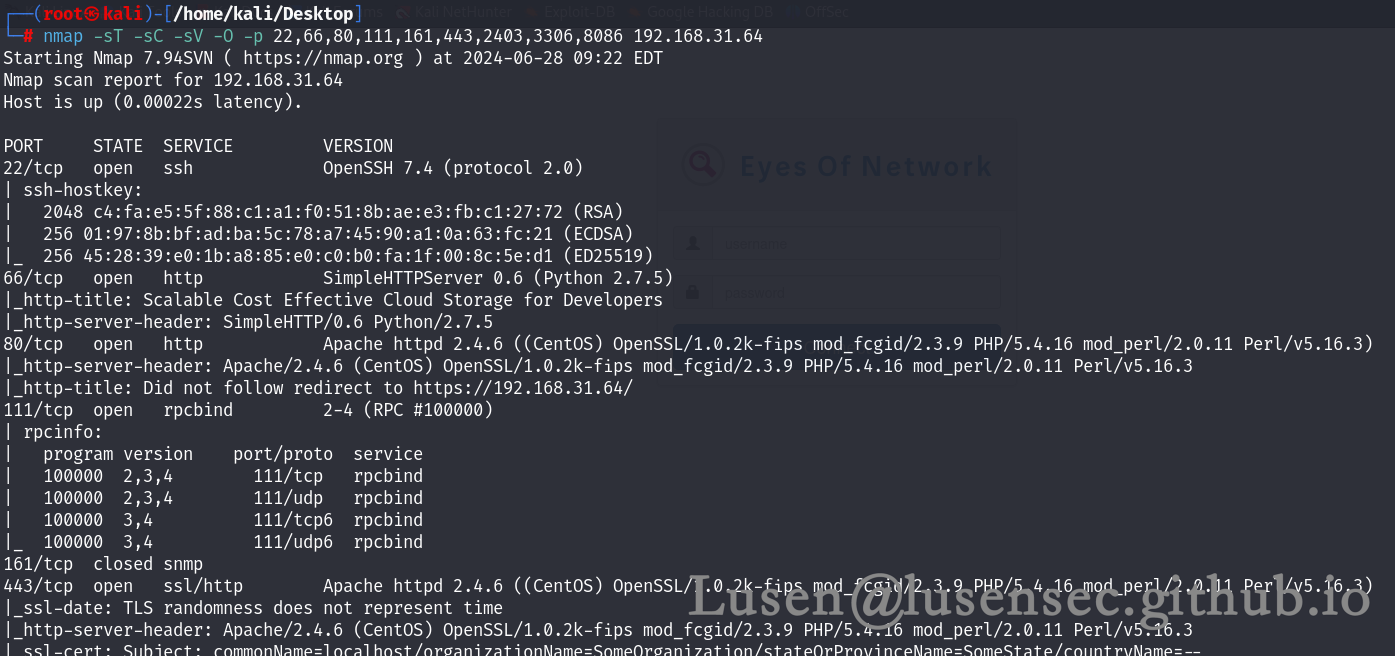 (root㉿kali)-[/home/kali/Desktop]
# nmap -sT -sC -sV -O -p 22,66,80,111,161,443,2403,3306,8086 192.168.31.64
Starting Nmap 7.94SVN ( https://nmap.org ) at 2024-06-28 09:22 EDT
Nmap scan report for 192.168.31.64
Host is up (0.00022s latency).
PORT STATE SERVICE VERSION
22/tcp open ssh OpenSSH 7.4 (protocol 2.0)
| ssh-hostkey:
| 2048 c4:fa:e5:5f:88:c1:a1:f0:51:8b:ae:e3:fb:c1:27:72 (RSA)
| 256 01:97:8b:bf:ad:ba:5c:78:a7:45:90:a1:0a:63:fc:21 (ECDSA)
|_ 256 45:28:39:e0:1b:a8:85:e0:c0:b0:fa:1f:00:8c:5e:d1 (ED25519)
66/tcp open http SimpleHTTPServer 0.6 (Python 2.7.5)
|_http-title: Scalable Cost Effective Cloud Storage for Developers
|_http-server-header: SimpleHTTP/0.6 Python/2.7.5
80/tcp open http Apache httpd 2.4.6 ((CentOS) OpenSSL/1.0.2k-fips mod_fcgid/2.3.9 PHP/5.4.16 mod_perl/2.0.11 Perl/v5.16.3)
|_http-server-header: Apache/2.4.6 (CentOS) OpenSSL/1.0.2k-fips mod_fcgid/2.3.9 PHP/5.4.16 mod_perl/2.0.11 Perl/v5.16.3
|_http-title: Did not follow redirect to https://192.168.31.64/
111/tcp open rpcbind 2-4 (RPC #100000)
| rpcinfo:
| program version port/proto service
| 100000 2,3,4 111/tcp rpcbind
| 100000 2,3,4 111/udp rpcbind
| 100000 3,4 111/tcp6 rpcbind
|_ 100000 3,4 111/udp6 rpcbind
161/tcp closed snmp
443/tcp open ssl/http Apache httpd 2.4.6 ((CentOS) OpenSSL/1.0.2k-fips mod_fcgid/2.3.9 PHP/5.4.16 mod_perl/2.0.11 Perl/v5.16.3)
|_ssl-date: TLS randomness does not represent time
|_http-server-header: Apache/2.4.6 (CentOS) OpenSSL/1.0.2k-fips mod_fcgid/2.3.9 PHP/5.4.16 mod_perl/2.0.11 Perl/v5.16.3
| ssl-cert: Subject: commonName=localhost/organizationName=SomeOrganization/stateOrProvinceName=SomeState/countryName=--
Kali NetHunter Exploit-DB Google Hacking DB OffSec
Eyes Of Network
username
password
Lusen@lusensec.github.io